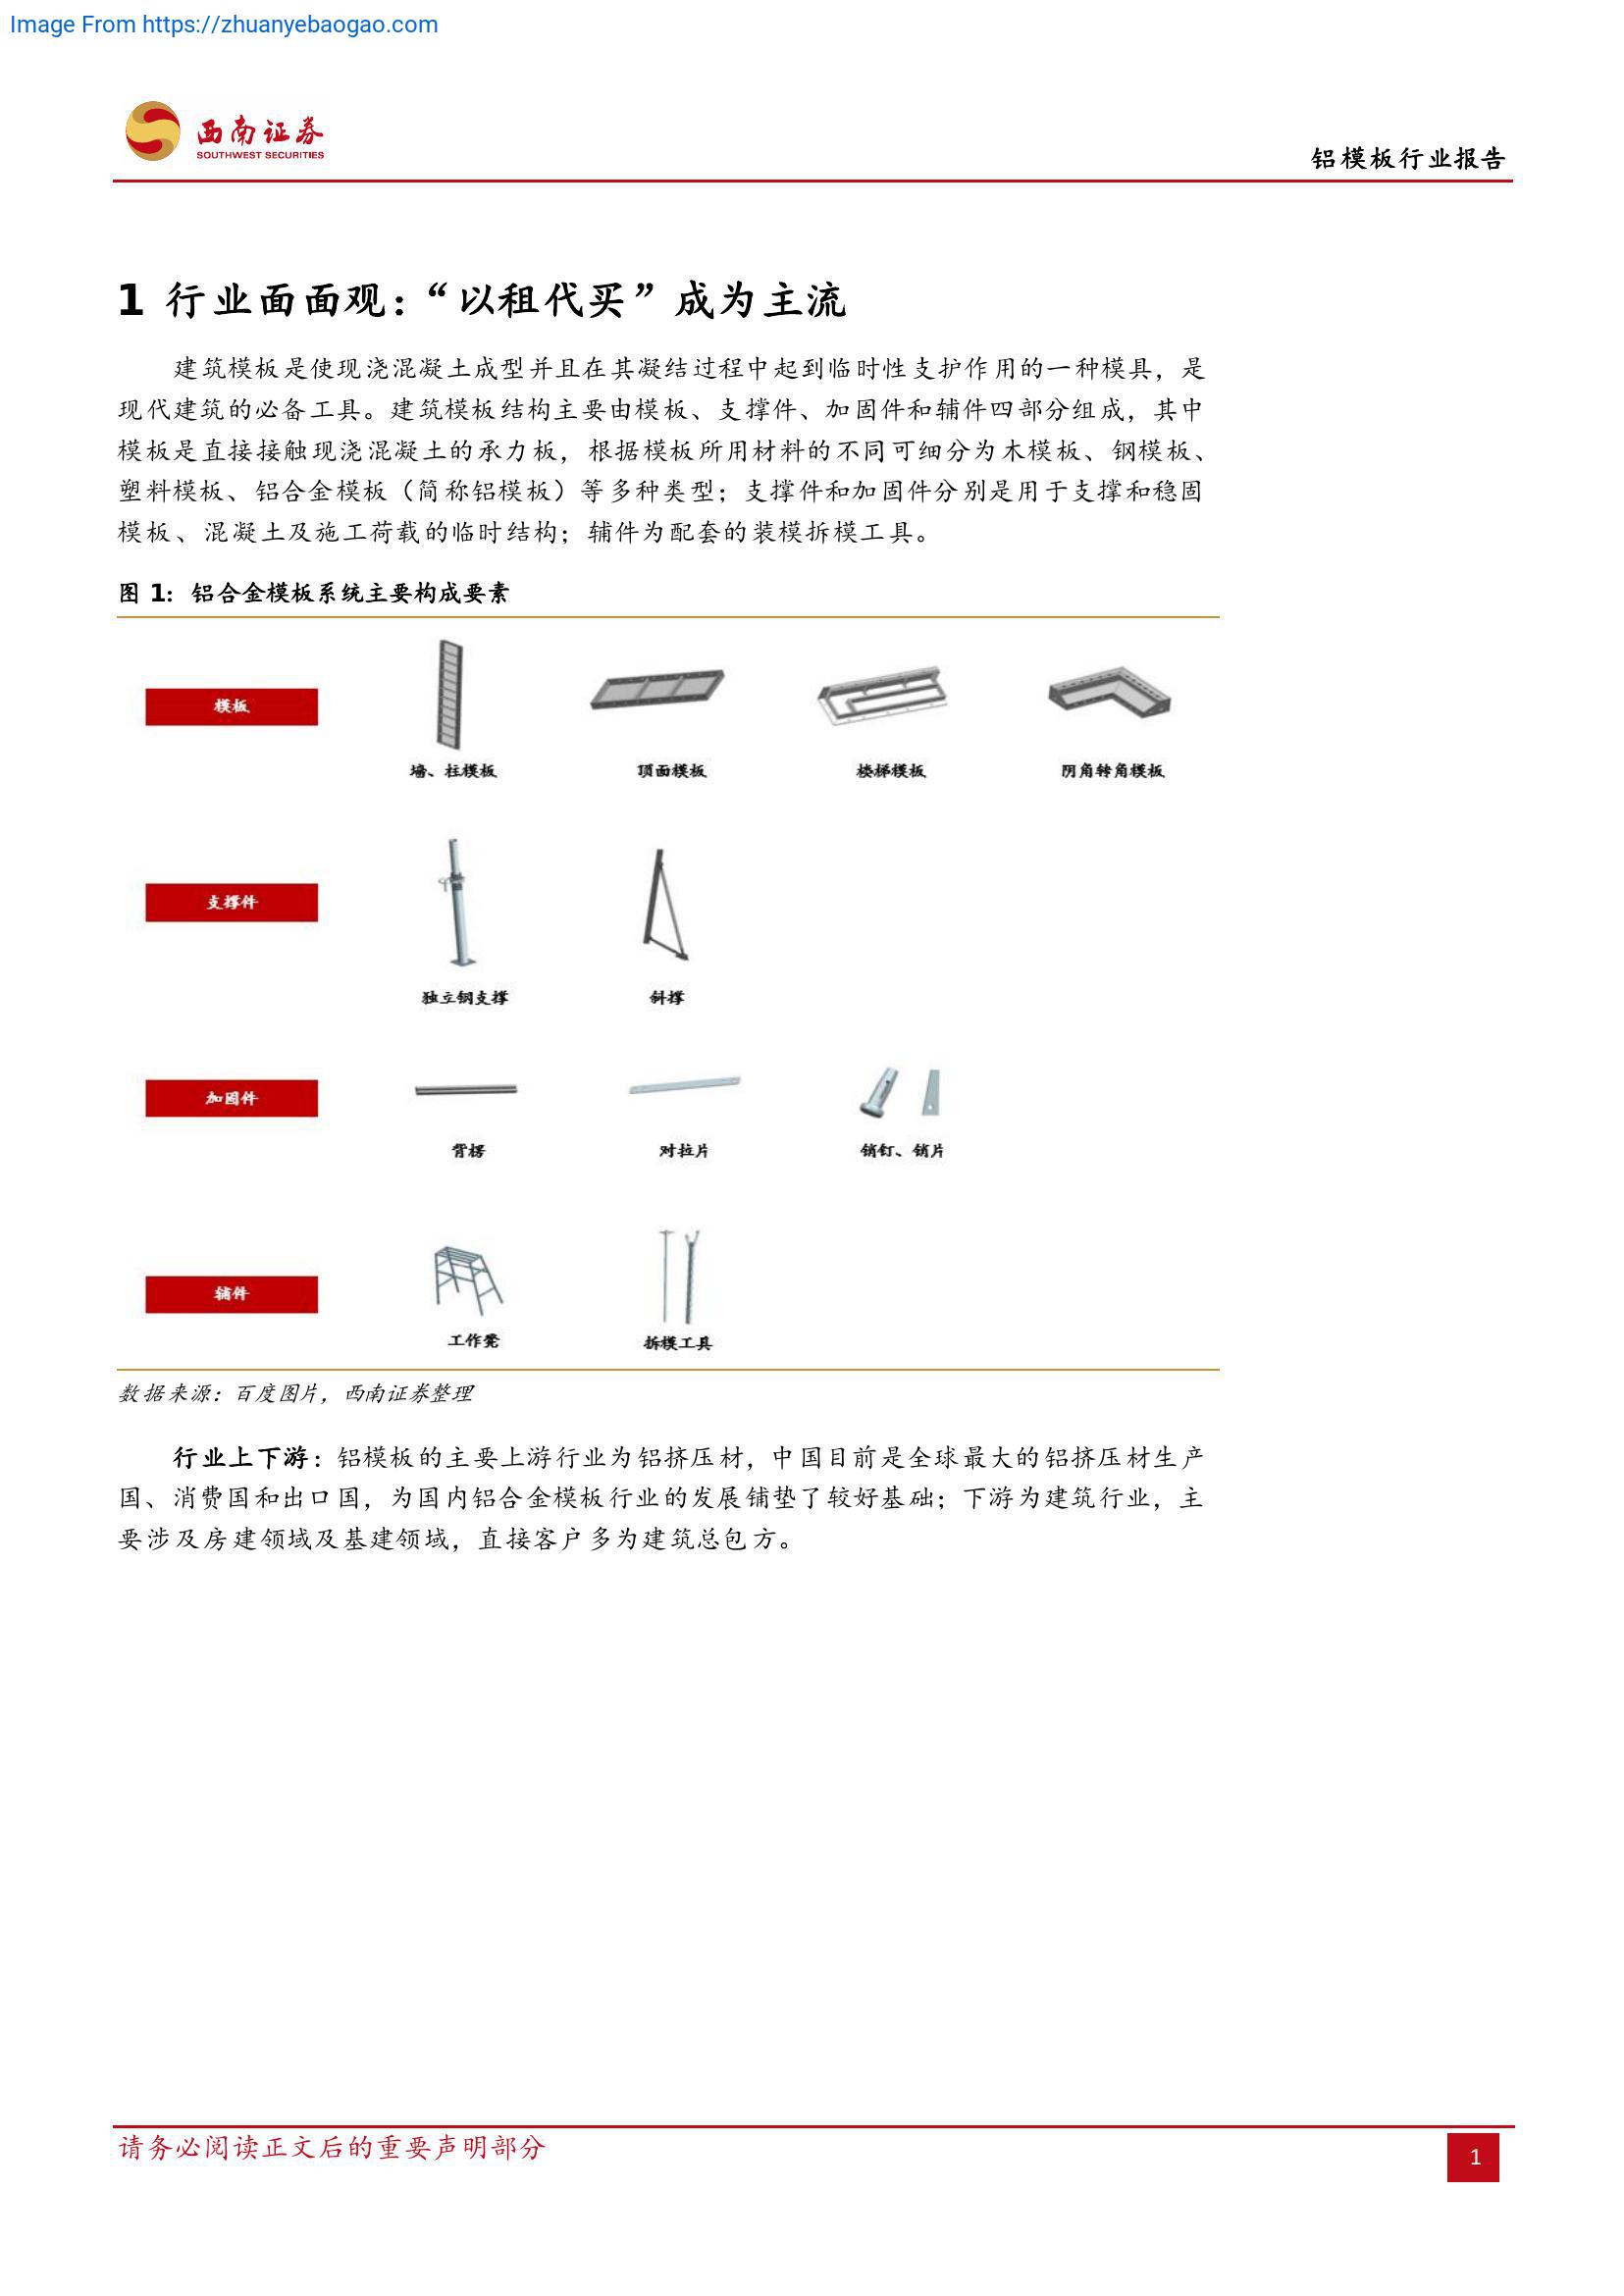 Image From https://zhuanyebaogao.com
西南证券
SOUTHWEST SECURITIES
铝模板行业报告
1 行业面面观：“以租代买”成为主流
建筑模板是使现浇混凝土成型并且在其凝结过程中起到临时性支护作用的一种模具，是
现代建筑的必备工具。建筑模板结构主要由模板、支撑件、加固件和辅件四部分组成，其中
模板是直接接触现浇混凝土的承力板，根据模板所用材料的不同可细分为木模板、钢模板、
塑料模板、铝合金模板（简称铝模板）等多种类型；支撑件和加固件分别是用于支撑和稳固
模板、混凝土及施工荷载的临时结构；辅件为配套的装模拆模工具。
图 1：铝合金模板系统主要构成要素
模板
墙、柱模板
顶面模板
楼梯模板
阴角转角模板
支撑件
独立钢支撑
斜撑
加固件
背楞
对拉片
销钉、销片
辅件
工作凳
拆模工具
数据来源：百度图片，西南证券整理
行业上下游：铝模板的主要上游行业为铝挤压材，中国目前是全球最大的铝挤压材生产
国、消费国和出口国，为国内铝合金模板行业的发展铺垫了较好基础；下游为建筑行业，主
要涉及房建领域及基建领域，直接客户多为建筑总包方。
请务必阅读正文后的重要声明部分
1